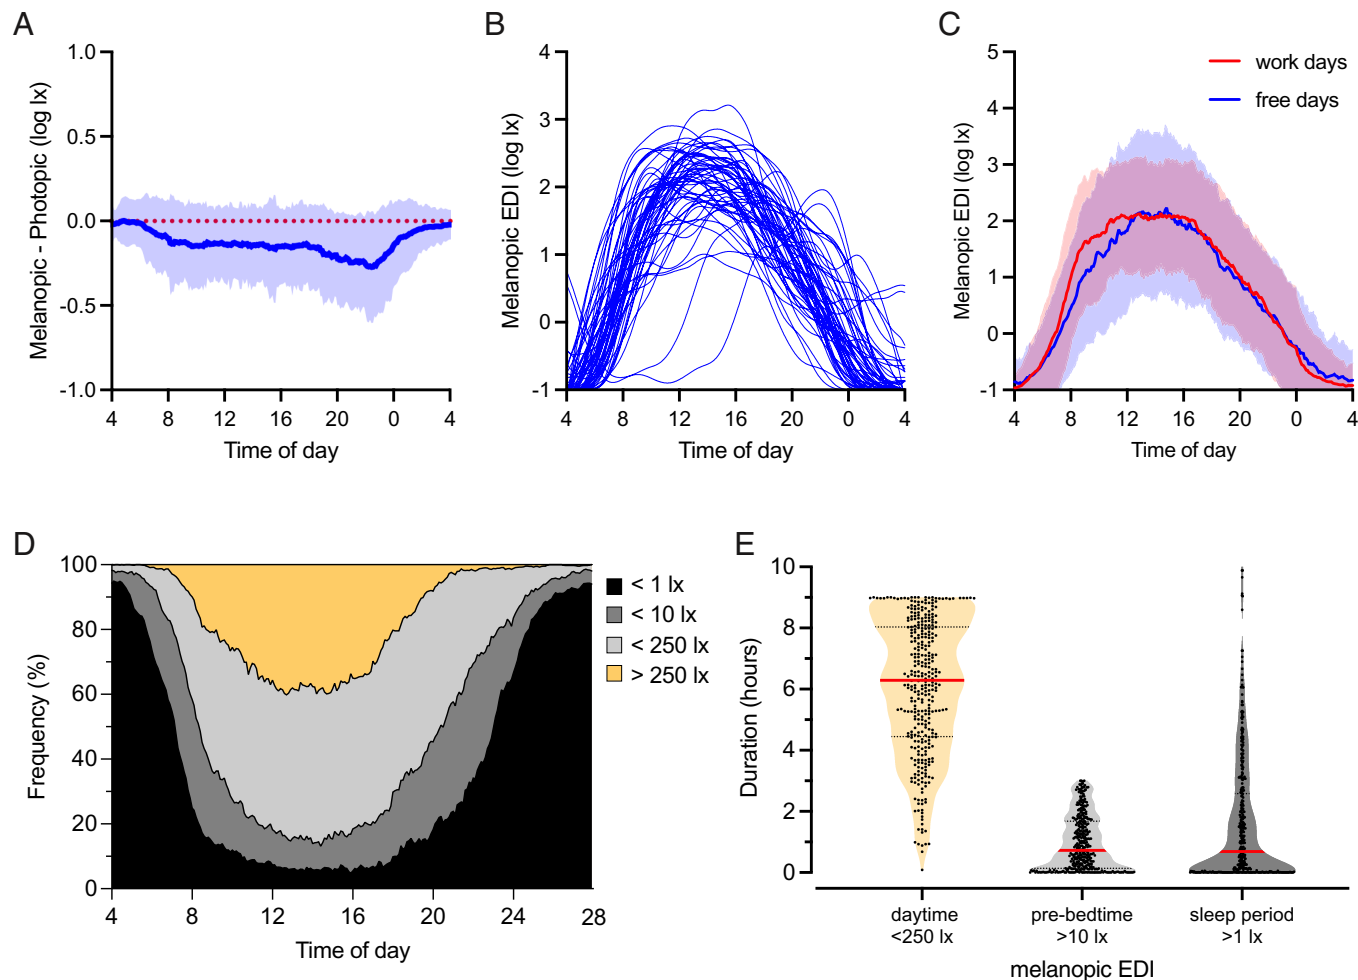 A
Melanopic - Photopic (log lx)
1.0
0.5
0.0
-0.5
-1.0
4 8 12 16 20 0 4
Time of day
B
Melanopic EDI (log lx)
4
3
2
1
0
-1
4 8 12 16 20 0 4
Time of day
C
Melanopic EDI (log lx)
5
4
3
2
1
0
-1
4 8 12 16 20 0 4
Time of day
work days
free days
D
Frequency (%)
100
80
60
40
20
0
4 8 12 16 20 24 28
Time of day
< 1 lx
< 10 lx
< 250 lx
> 250 lx
E
Duration (hours)
10
8
6
4
2
0
daytime
<250 lx
pre-bedtime
>10 lx
sleep period
>1 lx
melanopic EDI